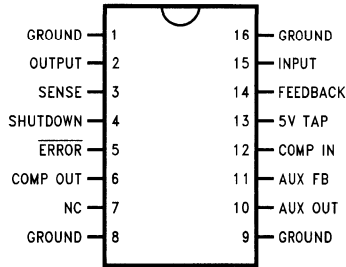 GROUND 1 16 GROUND
OUTPUT 2 15 INPUT
SENSE 3 14 FEEDBACK
SHUTDOWN 4 13 5V TAP
ERROR 5 12 COMP IN
COMP OUT 6 11 AUX FB
NC 7 10 AUX OUT
GROUND 8 9 GROUND